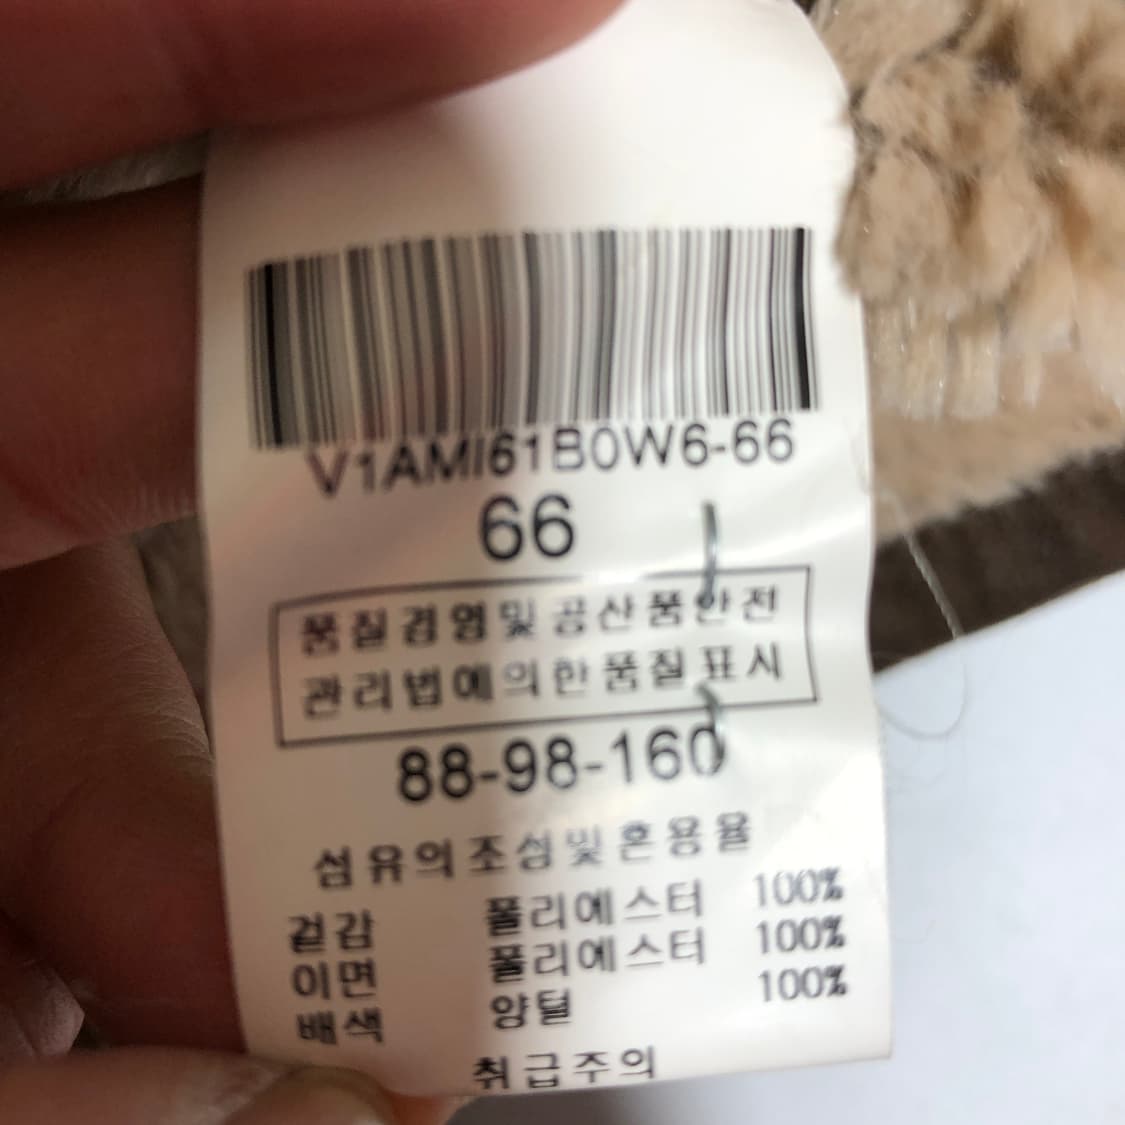 V1AMI61B0W6-66
66
품질경영및공산품안전
관리법에의한품질표시
88-98-160
섬유의조성및혼용율
겉감 폴리에스터 100%
이면 폴리에스터 100%
배색 양털 100%
취급주의